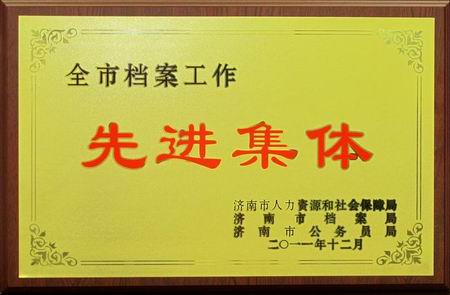 全市档案工作
先进集体
济南市人力资源和社会保障局
济南市档案局
济南市公务员局
二〇一一年十二月